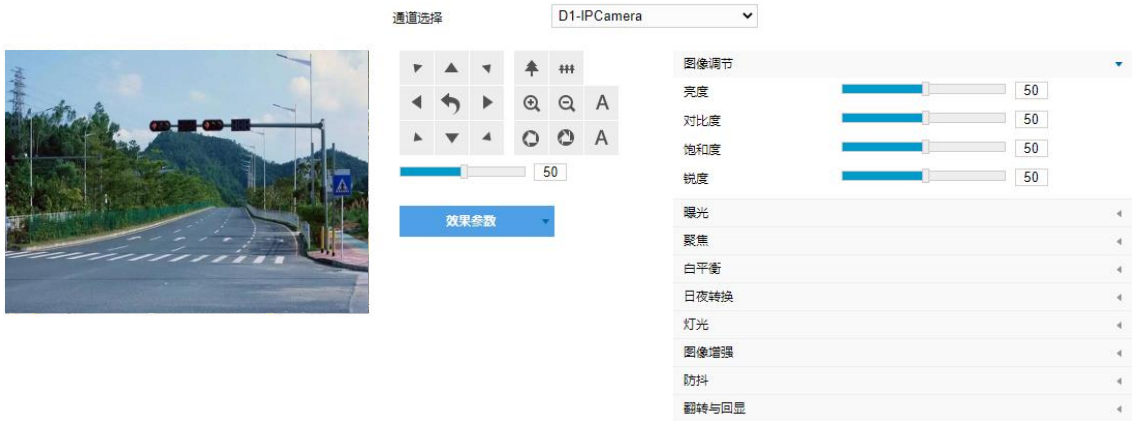 通道选择 D1-IPCamera
图像调节
亮度 50
对比度 50
饱和度 50
锐度 50
A
A
50
效果参数
曝光
聚焦
白平衡
日夜转换
灯光
图像增强
防抖
翻转与回显